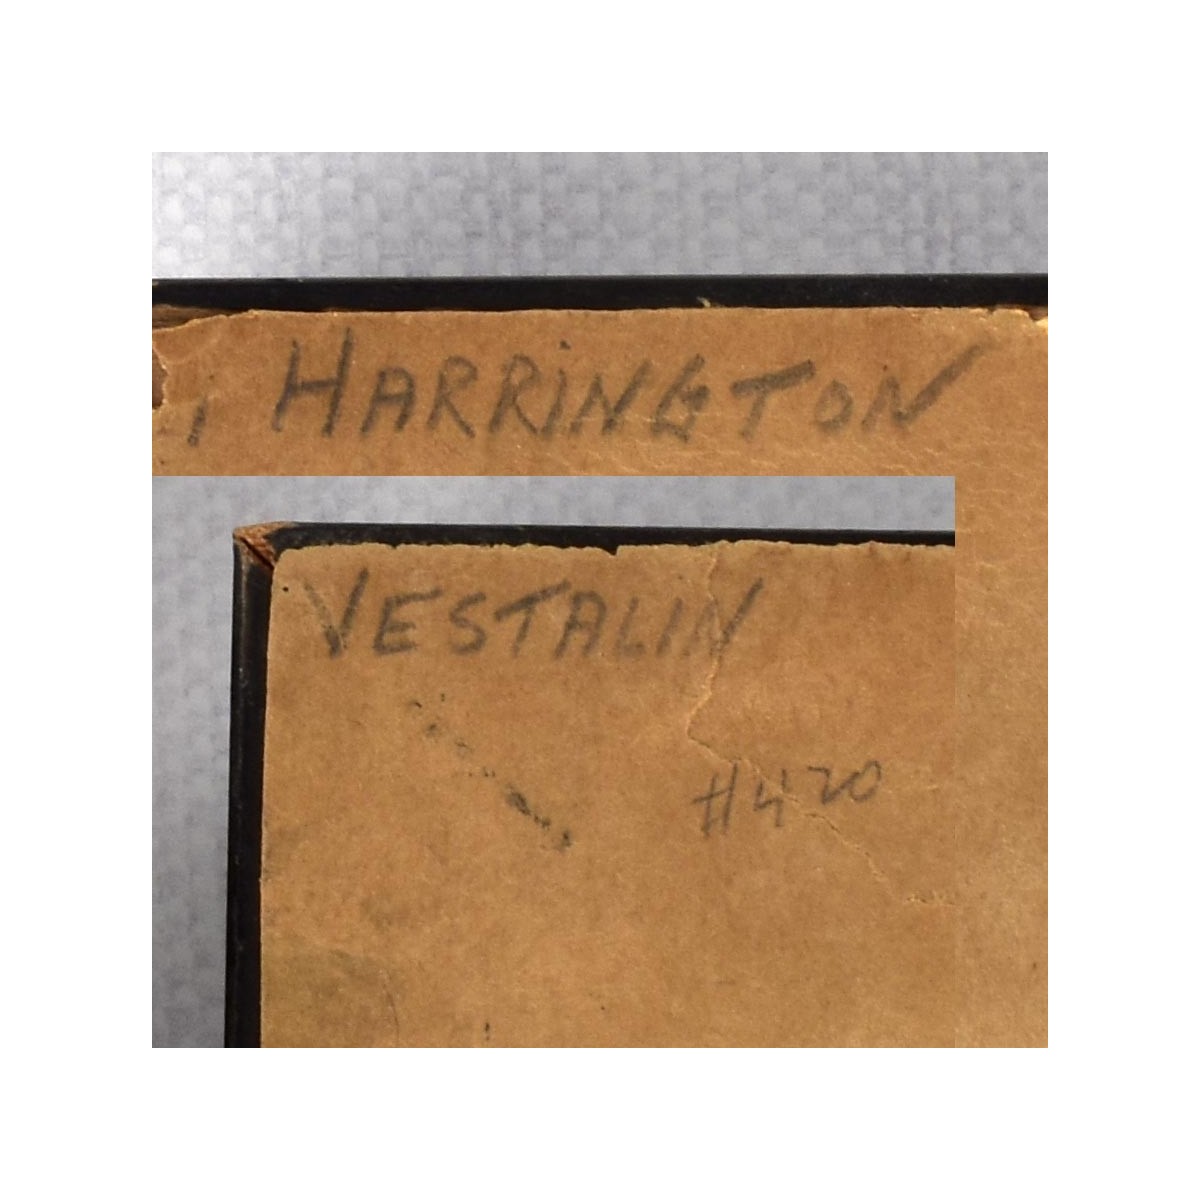 , HARRiNGTON
VESTALIN
#420